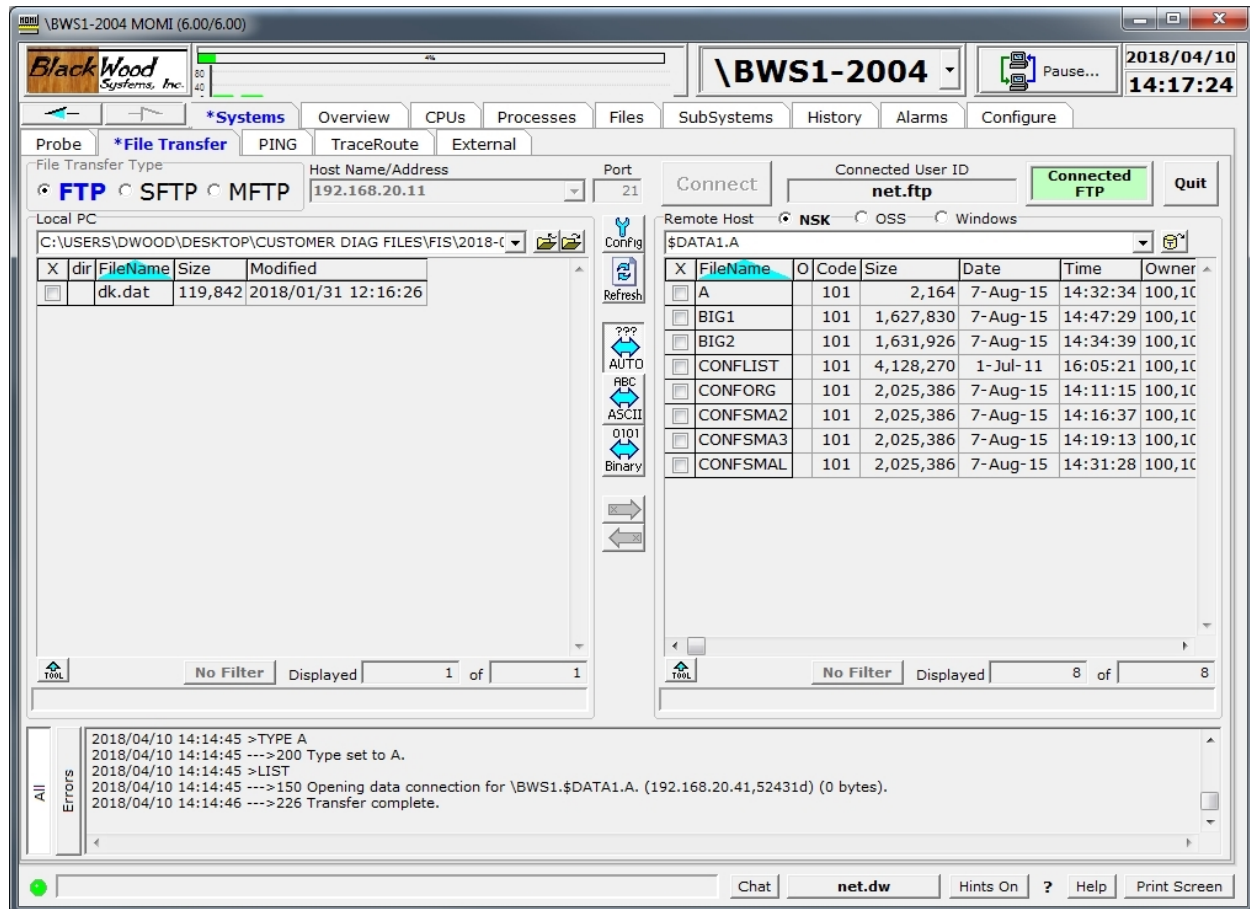 \BWS1-2004 MOMI (6.00/6.00)
BlackWood
Systems, Inc.
4%
80
40
\BWS1-2004
Pause...
2018/04/10
14:17:24
*Systems Overview CPUs Processes Files SubSystems History Alarms Configure
Probe *File Transfer PING TraceRoute External
File Transfer Type
FTP SFTP MFTP
Host Name/Address
192.168.20.11
Port
21
Connect
Connected User ID
net.ftp
Connected
FTP
Quit
Local PC
C:\USERS\DWOOD\DESKTOP\CUSTOMER DIAG FILES\FIS\2018-(
X dir FileName Size Modified
dk.dat 119,842 2018/01/31 12:16:26
Config
Refresh
???
AUTO
ABC
ASCII
0101
Binary
Remote Host NSK OSS Windows
$DATA1.A
X FileName O Code Size Date Time Owner
A 101 2,164 7-Aug-15 14:32:34 100,10
BIG1 101 1,627,830 7-Aug-15 14:47:29 100,10
BIG2 101 1,631,926 7-Aug-15 14:34:39 100,10
CONFLIST 101 4,128,270 1-Jul-11 16:05:21 100,10
CONFORG 101 2,025,386 7-Aug-15 14:11:15 100,10
CONFSMA2 101 2,025,386 7-Aug-15 14:16:37 100,10
CONFSMA3 101 2,025,386 7-Aug-15 14:19:13 100,10
CONFSMAL 101 2,025,386 7-Aug-15 14:31:28 100,10
TOOL No Filter Displayed 1 of 1
TOOL No Filter Displayed 8 of 8
All
Errors
2018/04/10 14:14:45 >TYPE A
2018/04/10 14:14:45 --->200 Type set to A.
2018/04/10 14:14:45 >LIST
2018/04/10 14:14:45 --->150 Opening data connection for \BWS1.$DATA1.A. (192.168.20.41,52431d) (0 bytes).
2018/04/10 14:14:46 --->226 Transfer complete.
Chat net.dw Hints On ? Help Print Screen